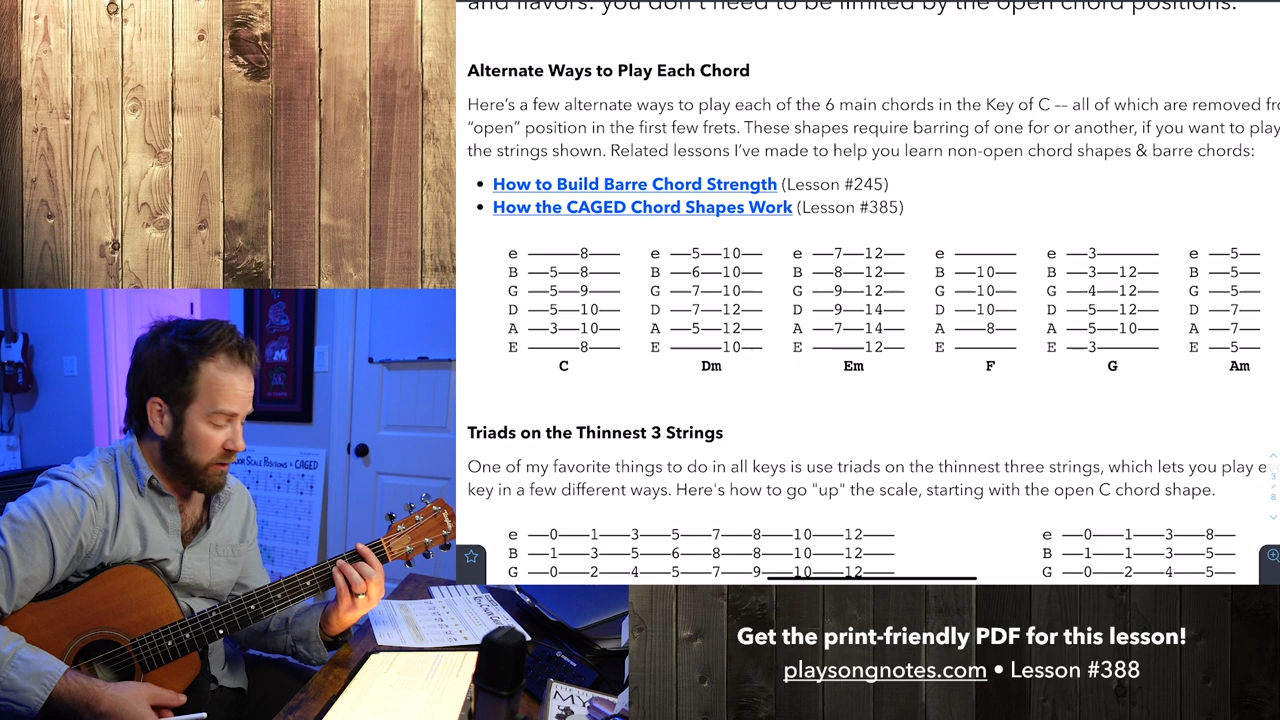 and flavors: you don't need to be limited by the open chord positions.
Alternate Ways to Play Each Chord
Here's a few alternate ways to play each of the 6 main chords in the Key of C –– all of which are removed fr
"open" position in the first few frets. These shapes require barring of one for or another, if you want to play
the strings shown. Related lessons I've made to help you learn non-open chord shapes & barre chords:
• How to Build Barre Chord Strength (Lesson #245)
• How the CAGED Chord Shapes Work (Lesson #385)
e ———8—— e —5—10— e —7—12— e ————— e —3———— e —5—
B —5—8—— B —6—10— B —8—12— B ——10— B —3—12— B —5—
G —5—9—— G —7—10— G —9—12— G ——10— G —4—12— G —5—
D —5—10— D —7—12— D —9—14— D ——10— D —5—12— D —7—
A —3—10— A —5—12— A —7—14— A ——8—— A —5—10— A —7—
E ———8—— E ———10— E ———12— E ————— E —3———— E —5—
C Dm Em F G Am
Triads on the Thinnest 3 Strings
One of my favorite things to do in all keys is use triads on the thinnest three strings, which lets you play e
key in a few different ways. Here's how to go "up" the scale, starting with the open C chord shape.
e —0——1——3——5——7——8——10——12—— e —0——1——3——8——
B —1——3——5——6——8——8——10——12—— B —1——1——3——5——
G —0——2——4——5——7——9——10——12—— G —0——2——4——5——
3
/
8
CAGED
Get the print-friendly PDF for this lesson!
playsongnotes.com • Lesson #388